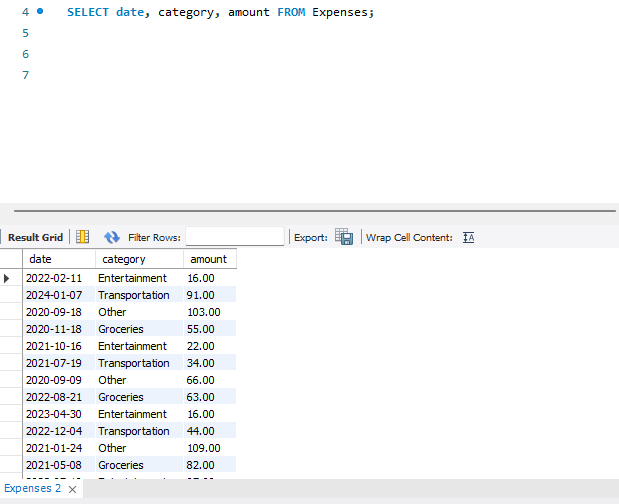 4 SELECT date, category, amount FROM Expenses;
5
6
7
Result Grid Filter Rows: Export: Wrap Cell Content:
date category amount
2022-02-11 Entertainment 16.00
2024-01-07 Transportation 91.00
2020-09-18 Other 103.00
2020-11-18 Groceries 55.00
2021-10-16 Entertainment 22.00
2021-07-19 Transportation 34.00
2020-09-09 Other 66.00
2022-08-21 Groceries 63.00
2023-04-30 Entertainment 16.00
2022-12-04 Transportation 44.00
2021-01-24 Other 109.00
2021-05-08 Groceries 82.00
Expenses 2